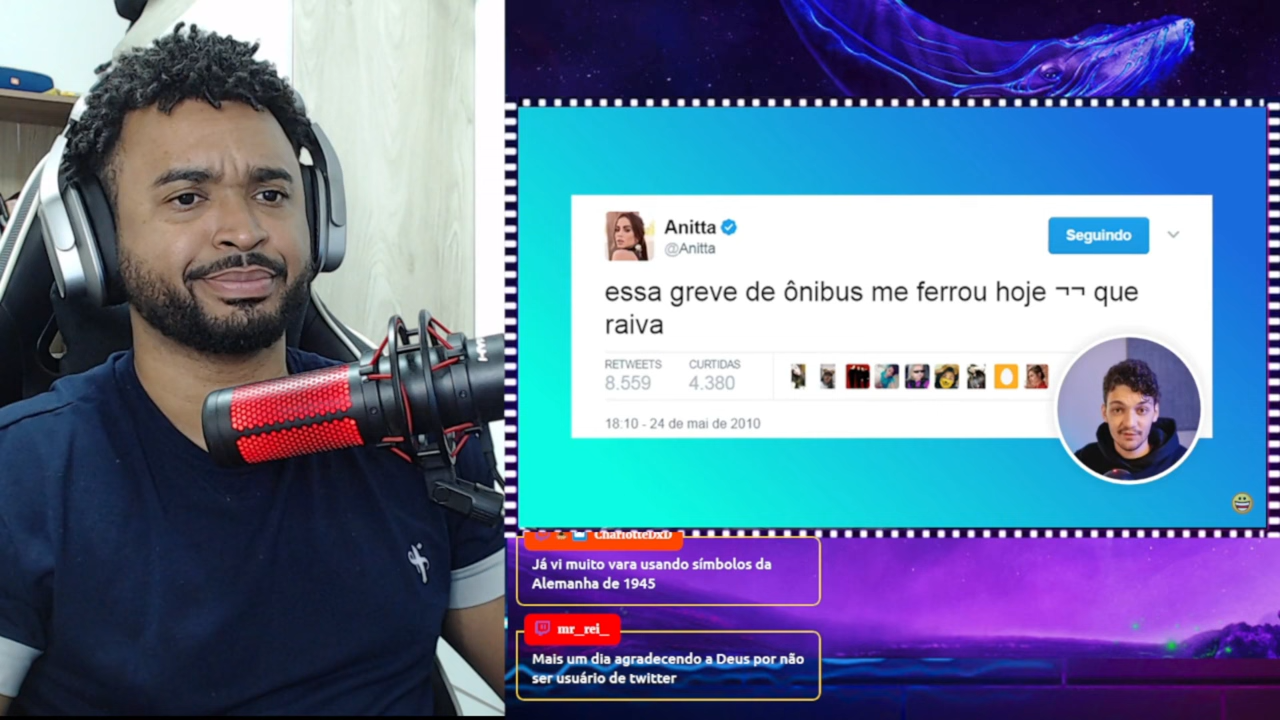 Anitta
@Anitta
Seguindo
essa greve de ônibus me ferrou hoje ¬¬ que
raiva
RETWEETS
CURTIDAS
8.559
4.380
18:10 - 24 de mai de 2010
CharlotteDxD
Já vi muito vara usando símbolos da
Alemanha de 1945
mr_rei_
Mais um dia agradecendo a Deus por não
ser usuário de twitter